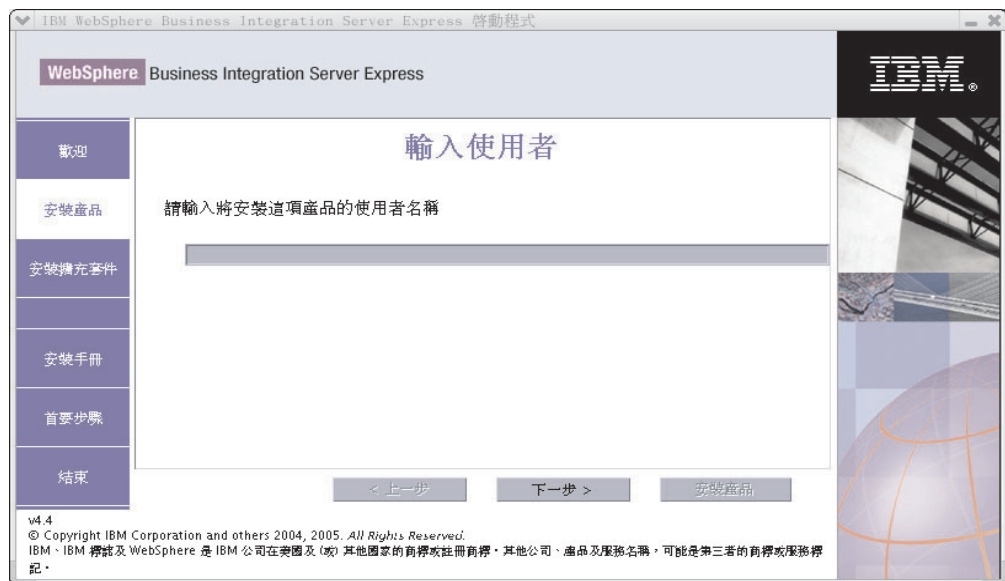 IBM WebSphere Business Integration Server Express 啓動程式
WebSphere. Business Integration Server Express
IBM®
歡迎
輸入使用者
安裝產品
請輸入將安裝這項產品的使用者名稱
安裝擴充套件
安裝手冊
首要步驟
結束
< 上一步
下一步 >
安裝產品
v4.4
© Copyright IBM Corporation and others 2004, 2005. All Rights Reserved.
IBM、IBM 標誌及 WebSphere 是 IBM 公司在美國及 (或) 其他國家的商標或註冊商標。其他公司、產品及服務名稱，可能是第三者的商標或服務標
記。